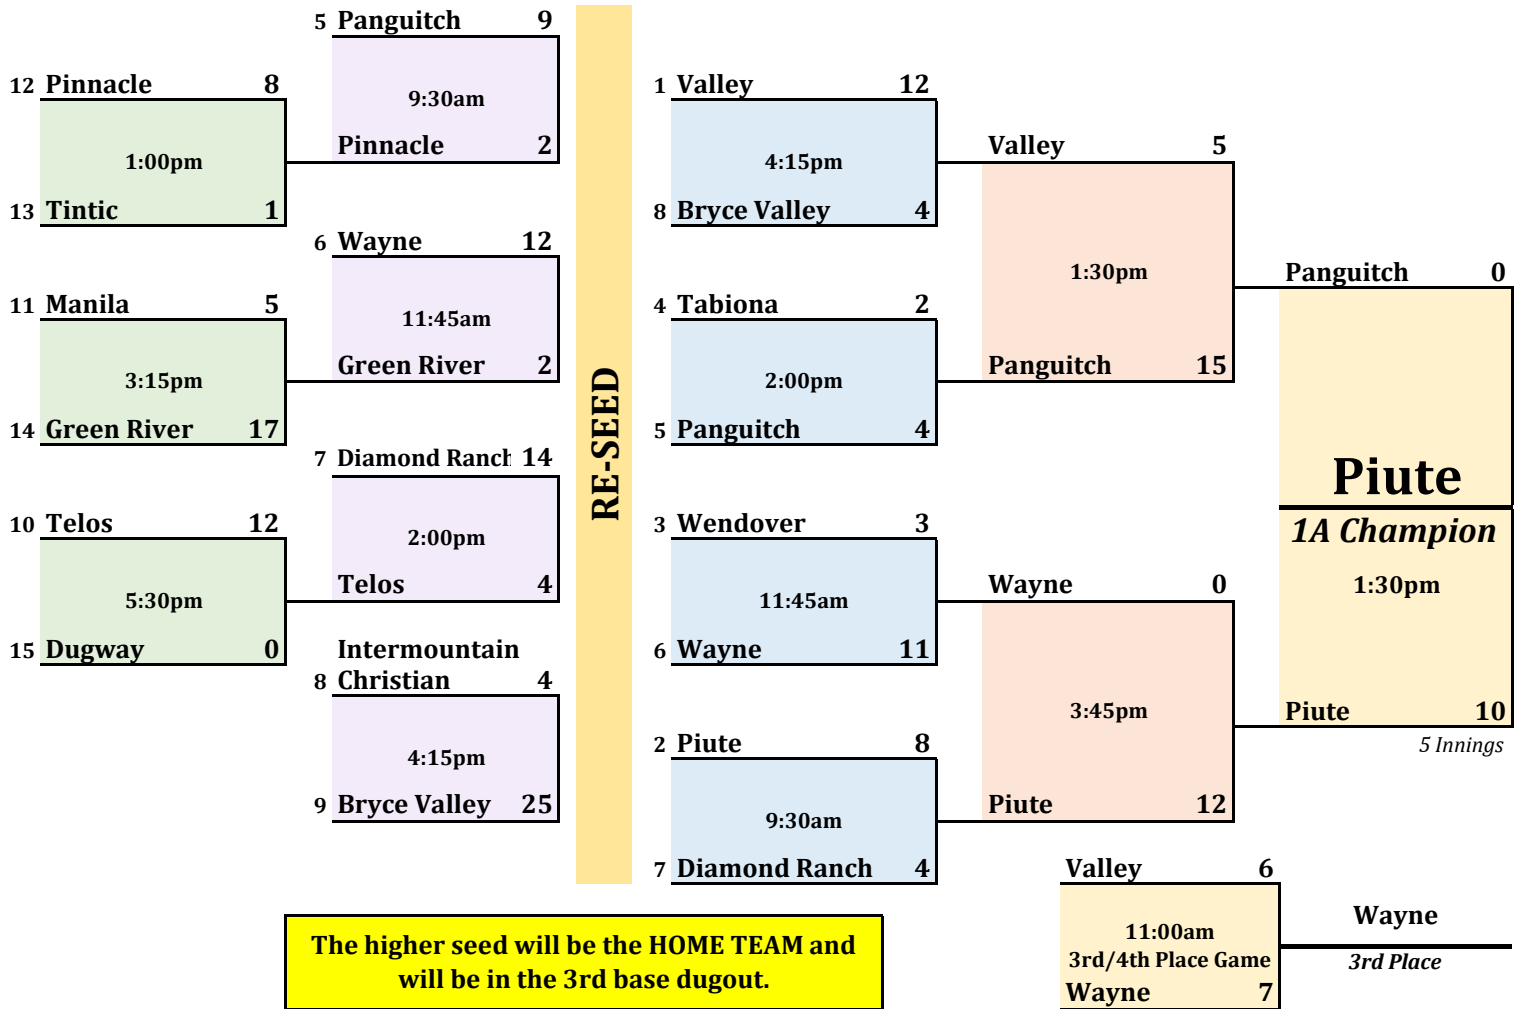 12 Pinnacle 8
1:00pm
13 Tintic 1
11 Manila 5
3:15pm
14 Green River 17
10 Telos 12
5:30pm
15 Dugway 0
5 Panguitch 9
9:30am
Pinnacle 2
6 Wayne 12
11:45am
Green River 2
7 Diamond Ranch 14
2:00pm
Telos 4
Intermountain
8 Christian 4
4:15pm
9 Bryce Valley 25
RE-SEED
1 Valley 12
4:15pm
8 Bryce Valley 4
4 Tabiona 2
2:00pm
5 Panguitch 4
3 Wendover 3
11:45am
6 Wayne 11
2 Piute 8
9:30am
7 Diamond Ranch 4
Valley 5
1:30pm
Panguitch 15
Wayne 0
3:45pm
Piute 12
Panguitch 0
Piute
1A Champion
1:30pm
Piute 10
5 Innings
Valley 6
11:00am
3rd/4th Place Game
Wayne 7
Wayne
3rd Place
The higher seed will be the HOME TEAM and
will be in the 3rd base dugout.